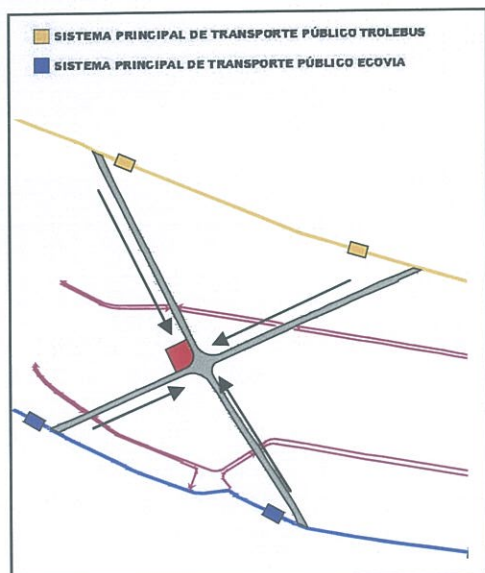 SISTEMA PRINCIPAL DE TRANSPORTE PÚBLICO TROLEBUS
SISTEMA PRINCIPAL DE TRANSPORTE PÚBLICO ECOVIA